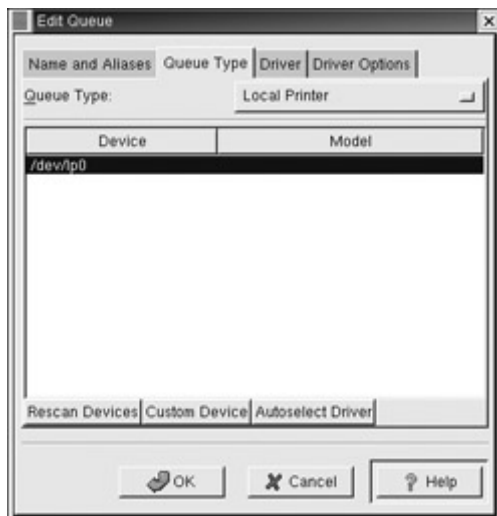 Edit Queue
Name and Aliases Queue Type Driver Driver Options
Queue Type: Local Printer
Device Model
/dev/lp0
Rescan Devices Custom Device Autoselect Driver
OK Cancel Help